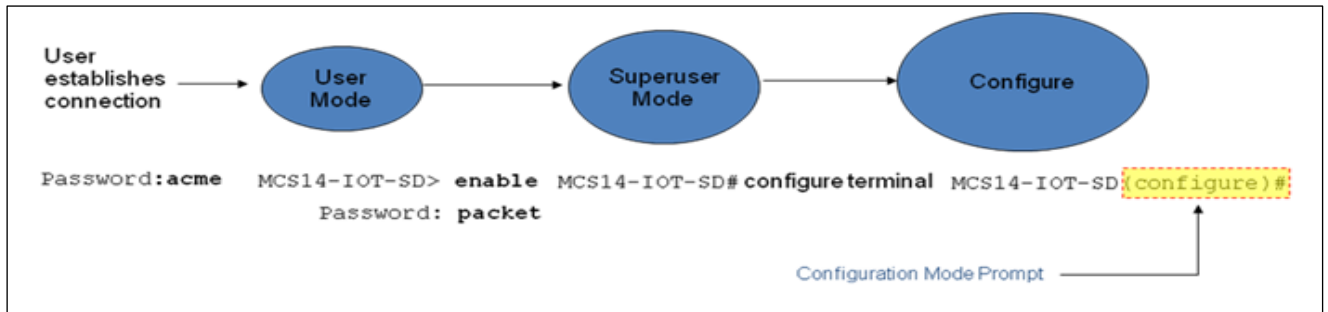 User
establishes
connection
User
Mode
Superuser
Mode
Configure
Password:acme
MCS14-IOT-SD> enable
Password: packet
MCS14-IOT-SD# configure terminal
MCS14-IOT-SD(configure)#
Configuration Mode Prompt